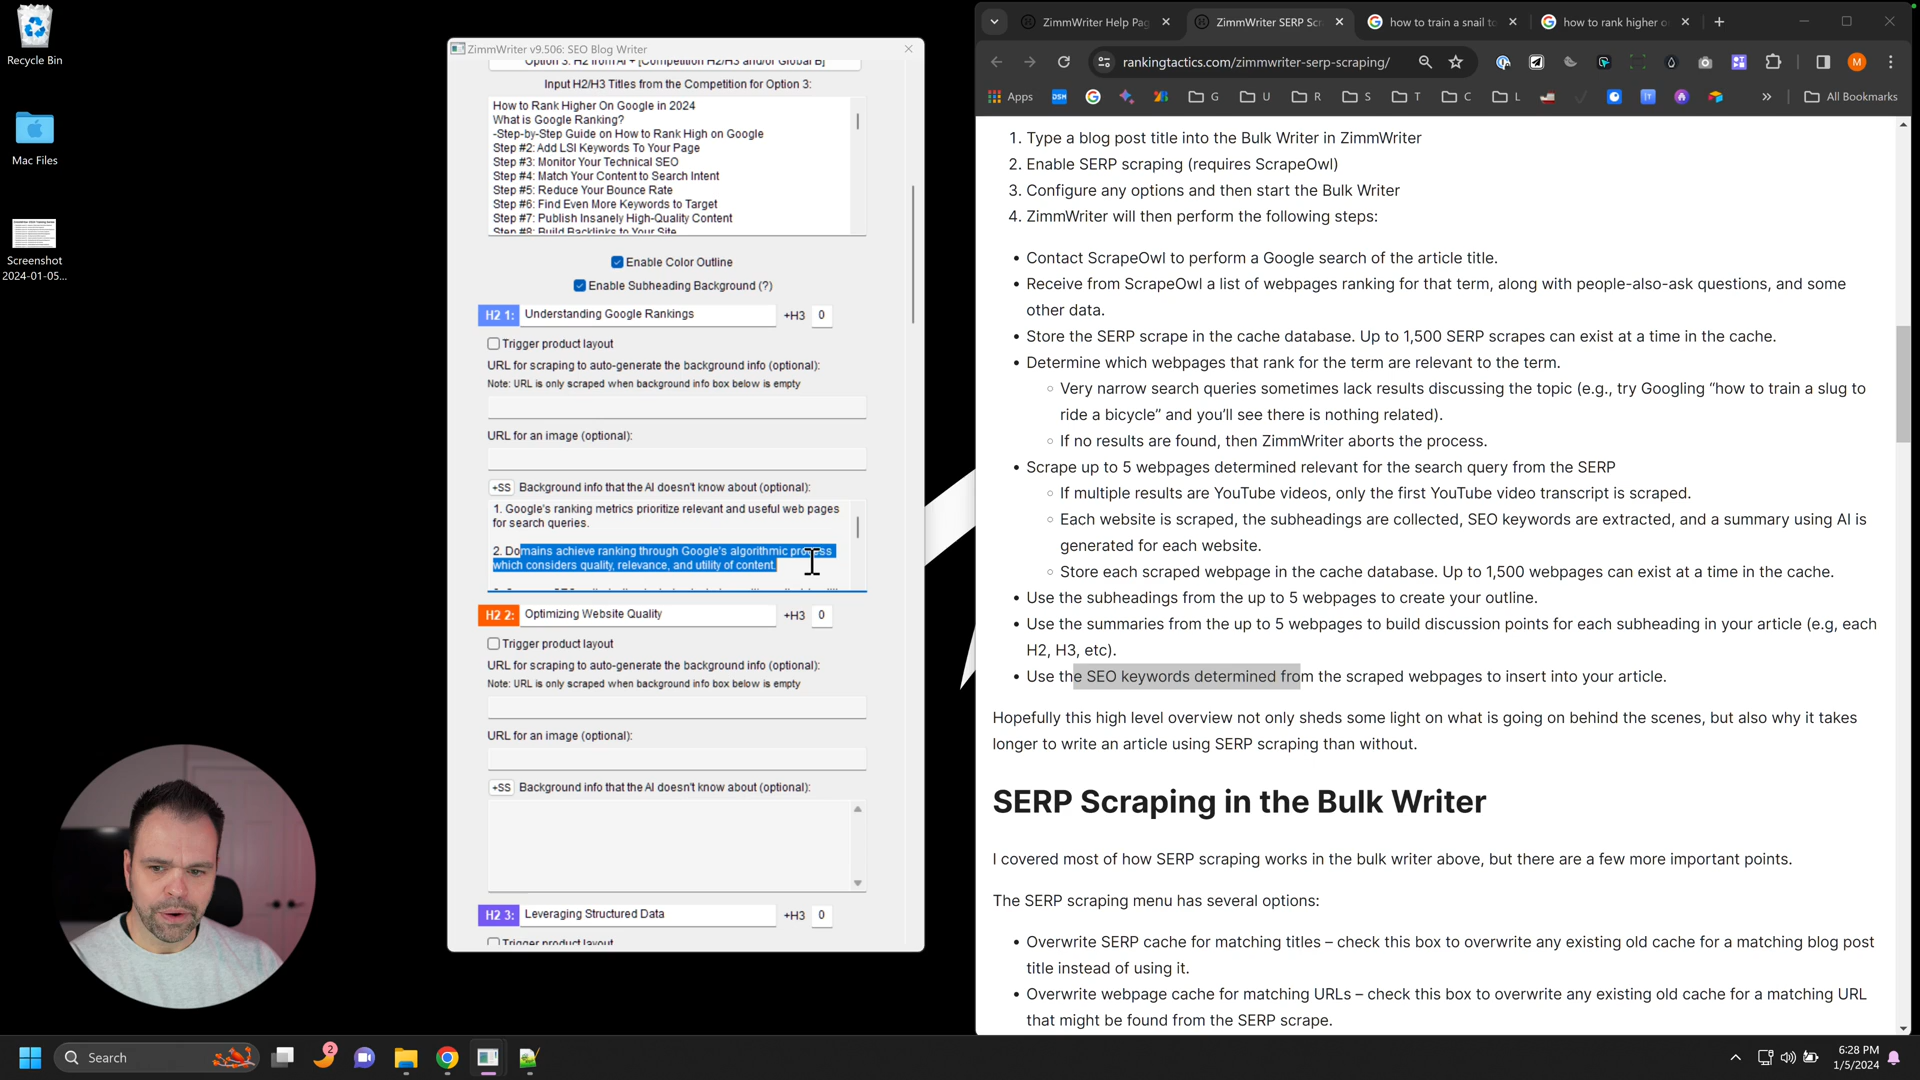 Recycle Bin
Mac Files
Screenshot
2024-01-05...
ZimmWriter v9.506: SEO Blog Writer
Option 3: H2 from AI + [Competition H2/H3 and/or Global B]
Input H2/H3 Titles from the Competition for Option 3:
How to Rank Higher On Google in 2024
What is Google Ranking?
-Step-by-Step Guide on How to Rank High on Google
Step #2: Add LSI Keywords To Your Page
Step #3: Monitor Your Technical SEO
Step #4: Match Your Content to Search Intent
Step #5: Reduce Your Bounce Rate
Step #6: Find Even More Keywords to Target
Step #7: Publish Insanely High-Quality Content
Step #8: Build Backlinks to Your Site
Enable Color Outline
Enable Subheading Background (?)
H2 1: Understanding Google Rankings +H3 0
Trigger product layout
URL for scraping to auto-generate the background info (optional):
Note: URL is only scraped when background info box below is empty
URL for an image (optional):
+SS Background info that the AI doesn't know about (optional):
1. Google's ranking metrics prioritize relevant and useful web pages
for search queries.
2. Domains achieve ranking through Google's algorithmic process
which considers quality, relevance, and utility of content.
H2 2: Optimizing Website Quality +H3 0
Trigger product layout
URL for scraping to auto-generate the background info (optional):
Note: URL is only scraped when background info box below is empty
URL for an image (optional):
+SS Background info that the AI doesn't know about (optional):
H2 3: Leveraging Structured Data +H3 0
Trigger product layout
ZimmWriter Help Pag
ZimmWriter SERP Scr
how to train a snail to
how to rank higher o
rankingtactics.com/zimmwriter-serp-scraping/
M
Apps
DSM
G
U
R
S
T
C
L
All Bookmarks
1. Type a blog post title into the Bulk Writer in ZimmWriter
2. Enable SERP scraping (requires ScrapeOwl)
3. Configure any options and then start the Bulk Writer
4. ZimmWriter will then perform the following steps:
• Contact ScrapeOwl to perform a Google search of the article title.
• Receive from ScrapeOwl a list of webpages ranking for that term, along with people-also-ask questions, and some
other data.
• Store the SERP scrape in the cache database. Up to 1,500 SERP scrapes can exist at a time in the cache.
• Determine which webpages that rank for the term are relevant to the term.
◦ Very narrow search queries sometimes lack results discussing the topic (e.g., try Googling “how to train a slug to
ride a bicycle” and you’ll see there is nothing related).
◦ If no results are found, then ZimmWriter aborts the process.
• Scrape up to 5 webpages determined relevant for the search query from the SERP
◦ If multiple results are YouTube videos, only the first YouTube video transcript is scraped.
◦ Each website is scraped, the subheadings are collected, SEO keywords are extracted, and a summary using AI is
generated for each website.
◦ Store each scraped webpage in the cache database. Up to 1,500 webpages can exist at a time in the cache.
• Use the subheadings from the up to 5 webpages to create your outline.
• Use the summaries from the up to 5 webpages to build discussion points for each subheading in your article (e.g, each
H2, H3, etc).
• Use the SEO keywords determined from the scraped webpages to insert into your article.
Hopefully this high level overview not only sheds some light on what is going on behind the scenes, but also why it takes
longer to write an article using SERP scraping than without.
SERP Scraping in the Bulk Writer
I covered most of how SERP scraping works in the bulk writer above, but there are a few more important points.
The SERP scraping menu has several options:
• Overwrite SERP cache for matching titles – check this box to overwrite any existing old cache for a matching blog post
title instead of using it.
• Overwrite webpage cache for matching URLs – check this box to overwrite any existing old cache for a matching URL
that might be found from the SERP scrape.
Search
2
6:28 PM
1/5/2024